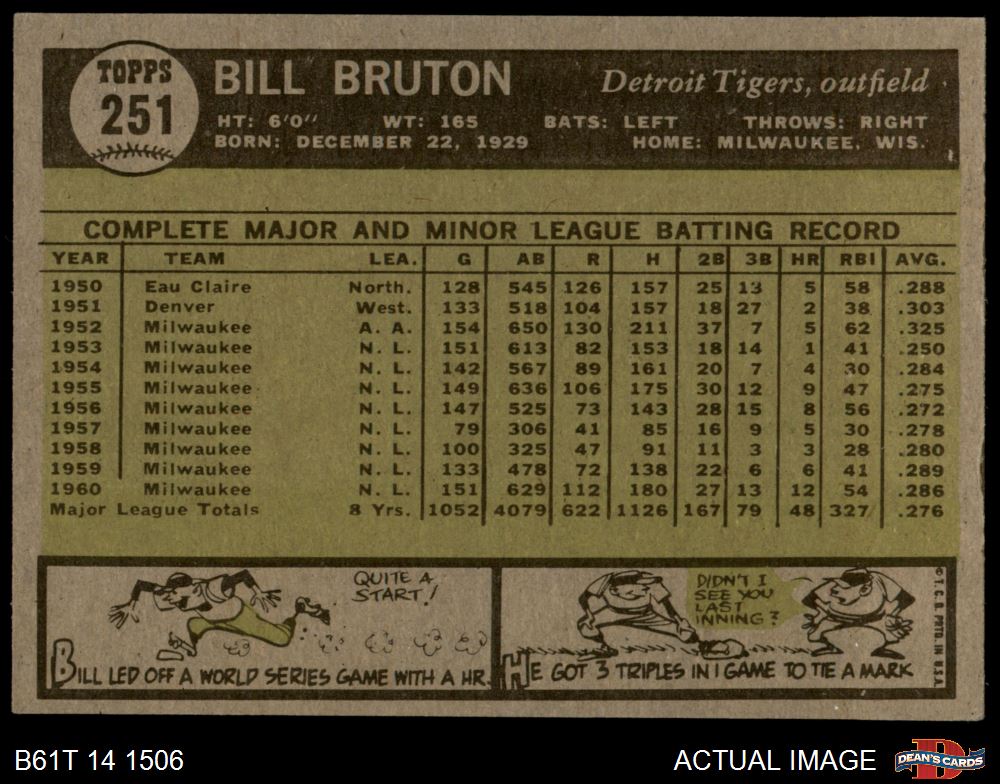 TOPPS
251
BILL BRUTON
Detroit Tigers, outfield
HT: 6'0" WT: 165 BATS: LEFT THROWS: RIGHT
BORN: DECEMBER 22, 1929 HOME: MILWAUKEE, WIS.
COMPLETE MAJOR AND MINOR LEAGUE BATTING RECORD
YEAR TEAM LEA. G AB R H 2B 3B HR RBI AVG.
1950 Eau Claire North. 128 545 126 157 25 13 5 58 .288
1951 Denver West. 133 518 104 157 18 27 2 38 .303
1952 Milwaukee A. A. 154 650 130 211 37 7 5 62 .325
1953 Milwaukee N. L. 151 613 82 153 18 14 1 41 .250
1954 Milwaukee N. L. 142 567 89 161 20 7 4 30 .284
1955 Milwaukee N. L. 149 636 106 175 30 12 9 47 .275
1956 Milwaukee N. L. 147 525 73 143 28 15 8 56 .272
1957 Milwaukee N. L. 79 306 41 85 16 9 5 30 .278
1958 Milwaukee N. L. 100 325 47 91 11 3 3 28 .280
1959 Milwaukee N. L. 133 478 72 138 22 6 6 41 .289
1960 Milwaukee N. L. 151 629 112 180 27 13 12 54 .286
Major League Totals 8 Yrs. 1052 4079 622 1126 167 79 48 327 .276
QUITE A
START!
BILL LED OFF A WORLD SERIES GAME WITH A HR.
DIDN'T I
SEE YOU
LAST
INNING?
HE GOT 3 TRIPLES IN 1 GAME TO TIE A MARK
© T. C. G. PRTD. IN U.S.A.
B61T 14 1506
ACTUAL IMAGE
DEAN'S CARDS